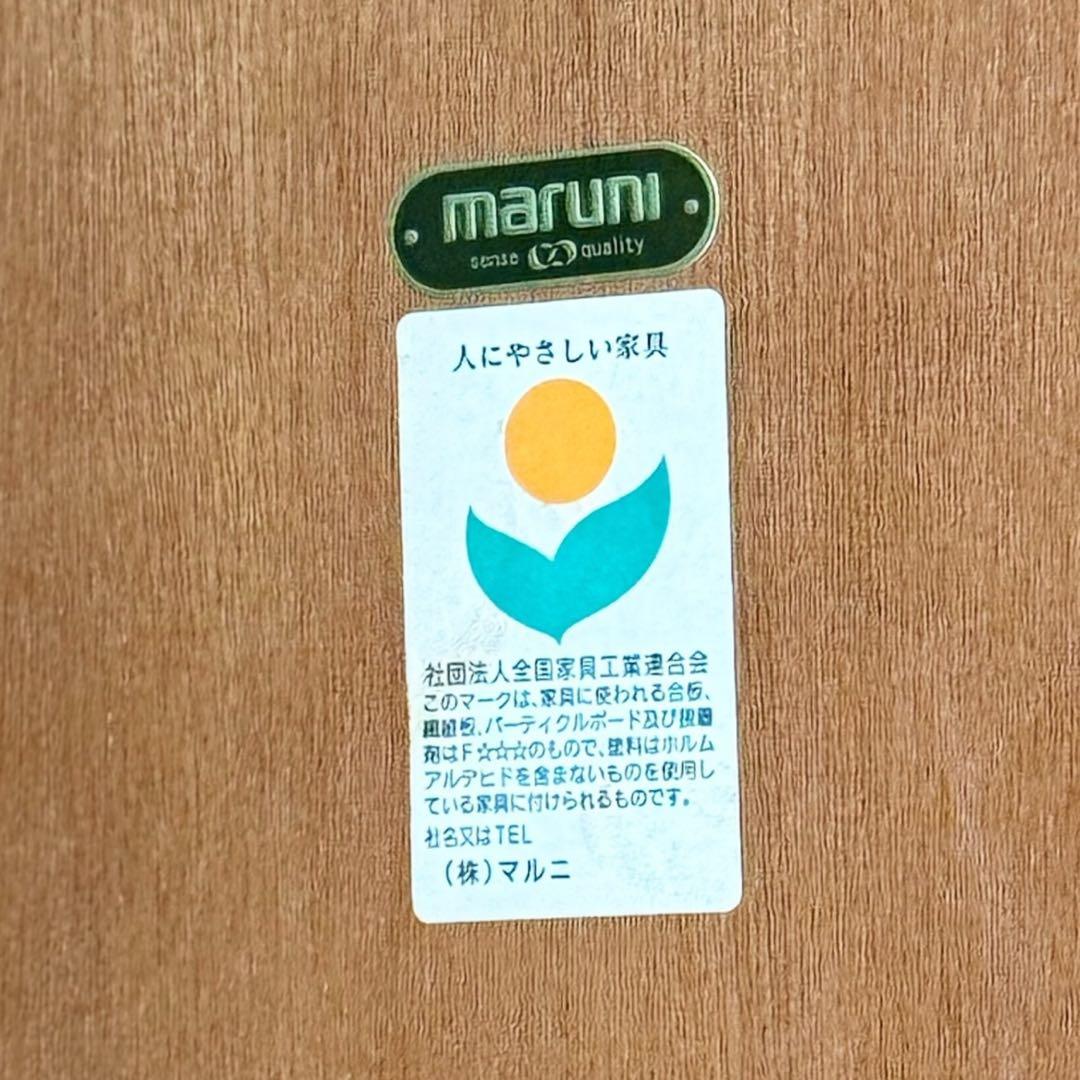 maruni
sense quality
人にやさしい家具
社団法人全国家具工業連合会
このマークは、家具に使われる合板、
繊維板、パーティクルボード及び接着
剤はF☆☆☆のもので、塗料はホルム
アルデヒドを含まないものを使用し
ている家具に付けられるものです。
社名又はTEL
(株)マルニ